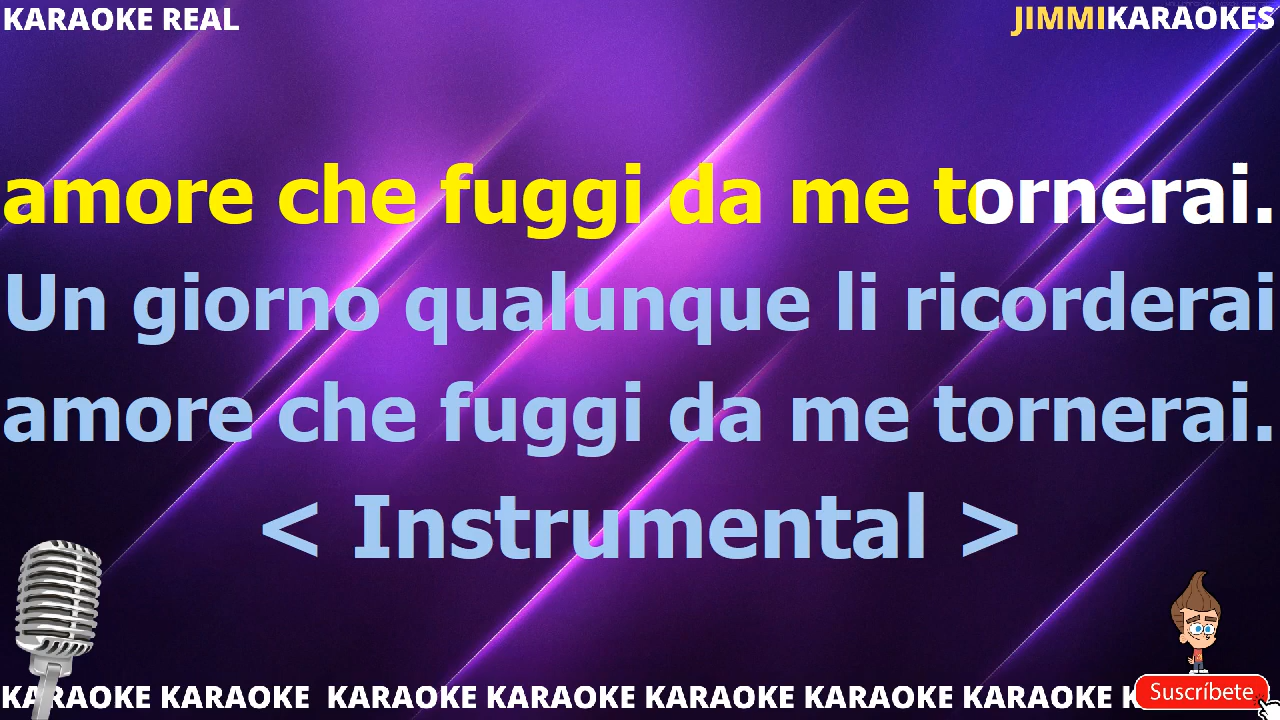 KARAOKE REAL
JIMMIKARAOKES
amore che fuggi da me tornerai.
Un giorno qualunque li ricorderai
amore che fuggi da me tornerai.
< Instrumental >
KARAOKE KARAOKE KARAOKE KARAOKE KARAOKE KARAOKE KARAOKE K
Suscríbete